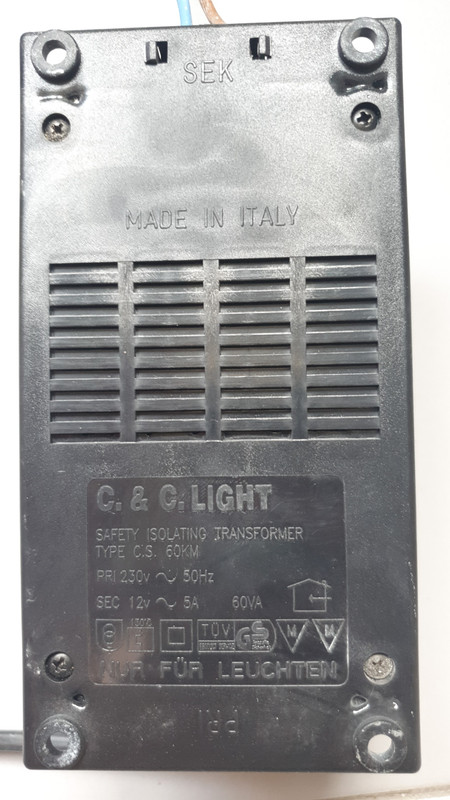 SEK
MADE IN ITALY
C. & C. LIGHT
SAFETY ISOLATING TRANSFORMER
TYPE C.S. 60KM
PRI 230v ~ 50Hz
SEC 12v ~ 5A 60VA
TÜV GS M M
NUR FÜR LEUCHTEN
PRI